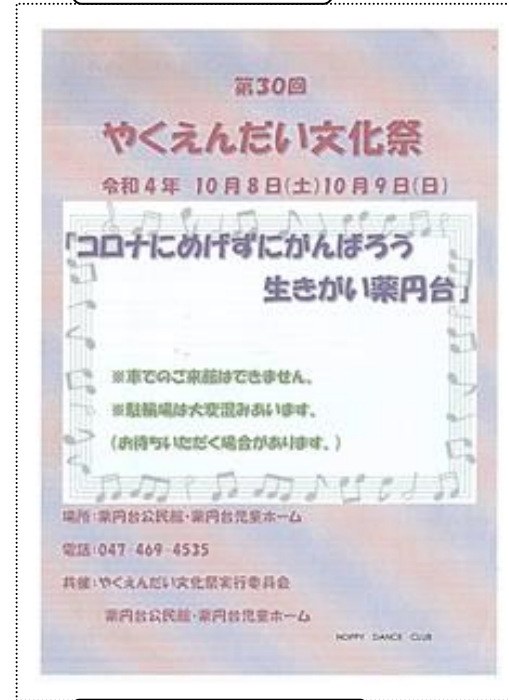 第30回
やくえんだい文化祭
令和4年 10月8日(土)10月9日(日)
「コロナにめげずにがんばろう
生きがい薬円台」
※車でのご来館はできません。
※駐輪場は大変混みあいます。
(お待ちいただく場合があります。)
場所:薬円台公民館・薬円台児童ホーム
電話:047-469-4535
共催:やくえんだい文化祭実行委員会
薬円台公民館・薬円台児童ホーム
HOPPY DANCE CLUB